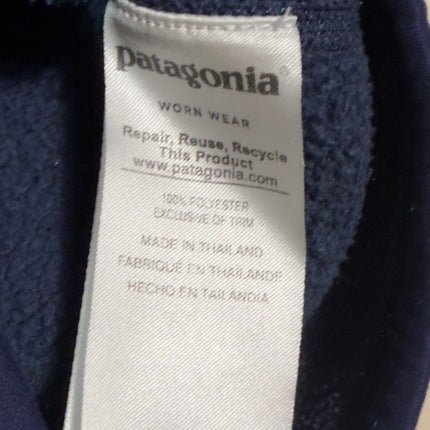 patagonia®
WORN WEAR
Repair, Reuse, Recycle
This Product
www.patagonia.com
100% POLYESTER
EXCLUSIVE OF TRIM
MADE IN THAILAND
FABRIQUÉ EN THAÏLANDE
HECHO EN TAILANDIA